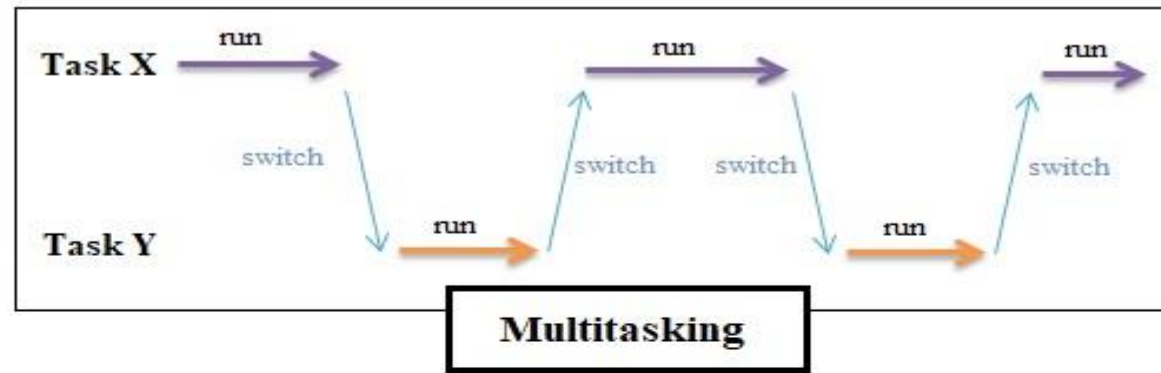 run run run
Task X
switch switch switch switch
run run
Task Y
Multitasking